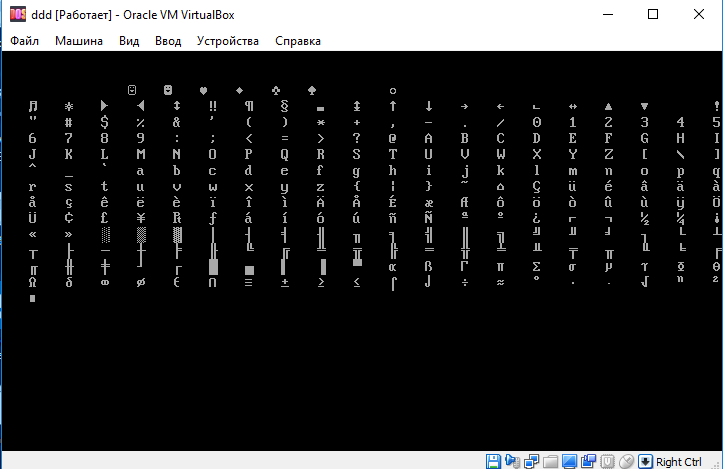 ddd [Работает] - Oracle VM VirtualBox
Файл Машина Вид Ввод Устройства Справка
☺ ☻ ♥ ♦ ♣ ♠ ○
♫ ☼ ► ◄ ↕ ‼ ¶ § ▬ ↨ ↑ ↓ → ← ∟ ↔ ▲ ▼ !
" # $ % & ' ( ) * + , - . / 0 1 2 3 4 5
6 7 8 9 : ; < = > ? @ A B C D E F G H I
J K L M N O P Q R S T U V W X Y Z [ \ ]
^ _ ` a b c d e f g h i j k l m n o p q
r s t u v w x y z { | } ~ ⌂ Ç ü é â ä à
å ç ê ë è ï î ì Ä Å É æ Æ ô ö ò û ù ÿ Ö
Ü ¢ £ ¥ ₧ ƒ á í ó ú ñ Ñ ª º ¿ ⌐ ¬ ½ ¼ ¡
« » ░ ▒ ▓ │ ┤ ╡ ╢ ╖ ╕ ╣ ║ ╗ ╝ ╜ ╛ ┐ └ ┴
┬ ├ ─ ┼ ╞ ╟ ╚ ╔ ╩ ╦ ╠ ═ ╬ ╧ ╨ ╤ ╥ ╙ ╘ ╒
╓ ╫ ╪ ┘ ┌ █ ▄ ▌ ▐ ▀ α ß Γ π Σ σ µ τ Φ Θ
Ω δ ∞ φ ε ∩ ≡ ± ≥ ≤ ⌠ ⌡ ÷ ≈ ° ∙ · √ ⁿ ²
■
Right Ctrl